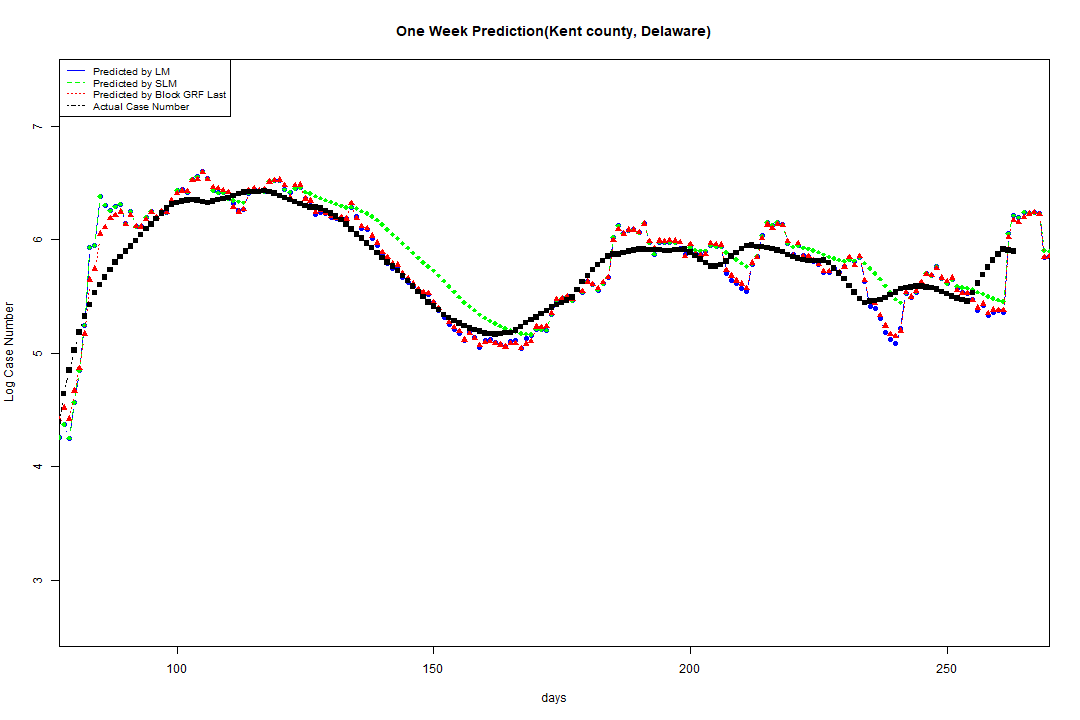 One Week Prediction(Kent county, Delaware)
Predicted by LM
Predicted by SLM
Predicted by Block GRF Last
Actual Case Number
7
6
5
4
3
Log Case Number
100 150 200 250
days